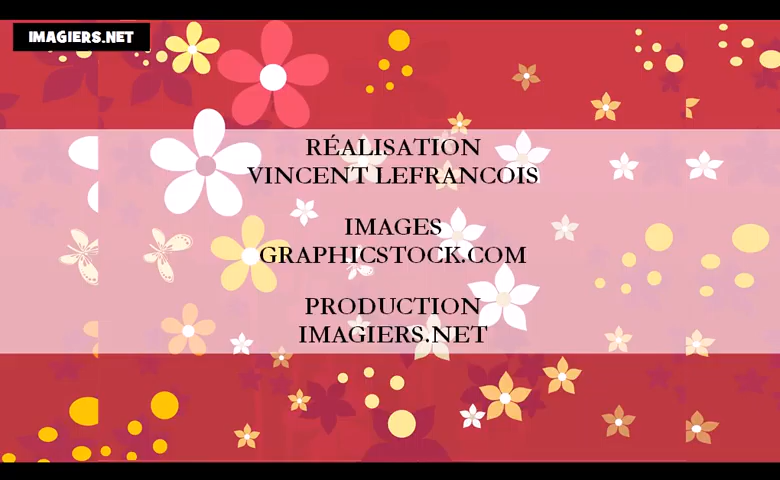 IMAGIERS.NET
RÉALISATION
VINCENT LEFRANCOIS
IMAGES
GRAPHICSTOCK.COM
PRODUCTION
IMAGIERS.NET